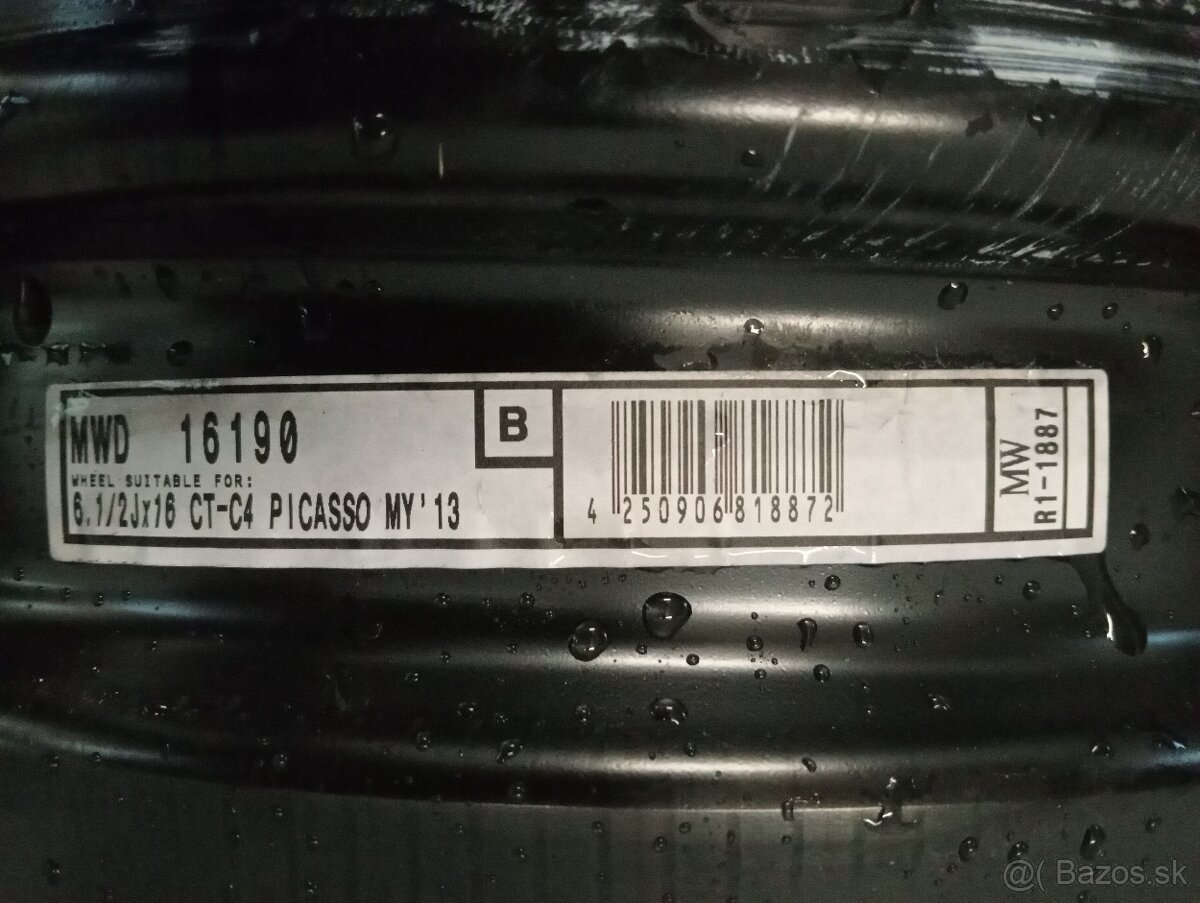 MWD 16190
WHEEL SUITABLE FOR:
6.1/2Jx16 CT-C4 PICASSO MY'13
B
4 250906 818872
MW
R1-1887
@( Bazos.sk